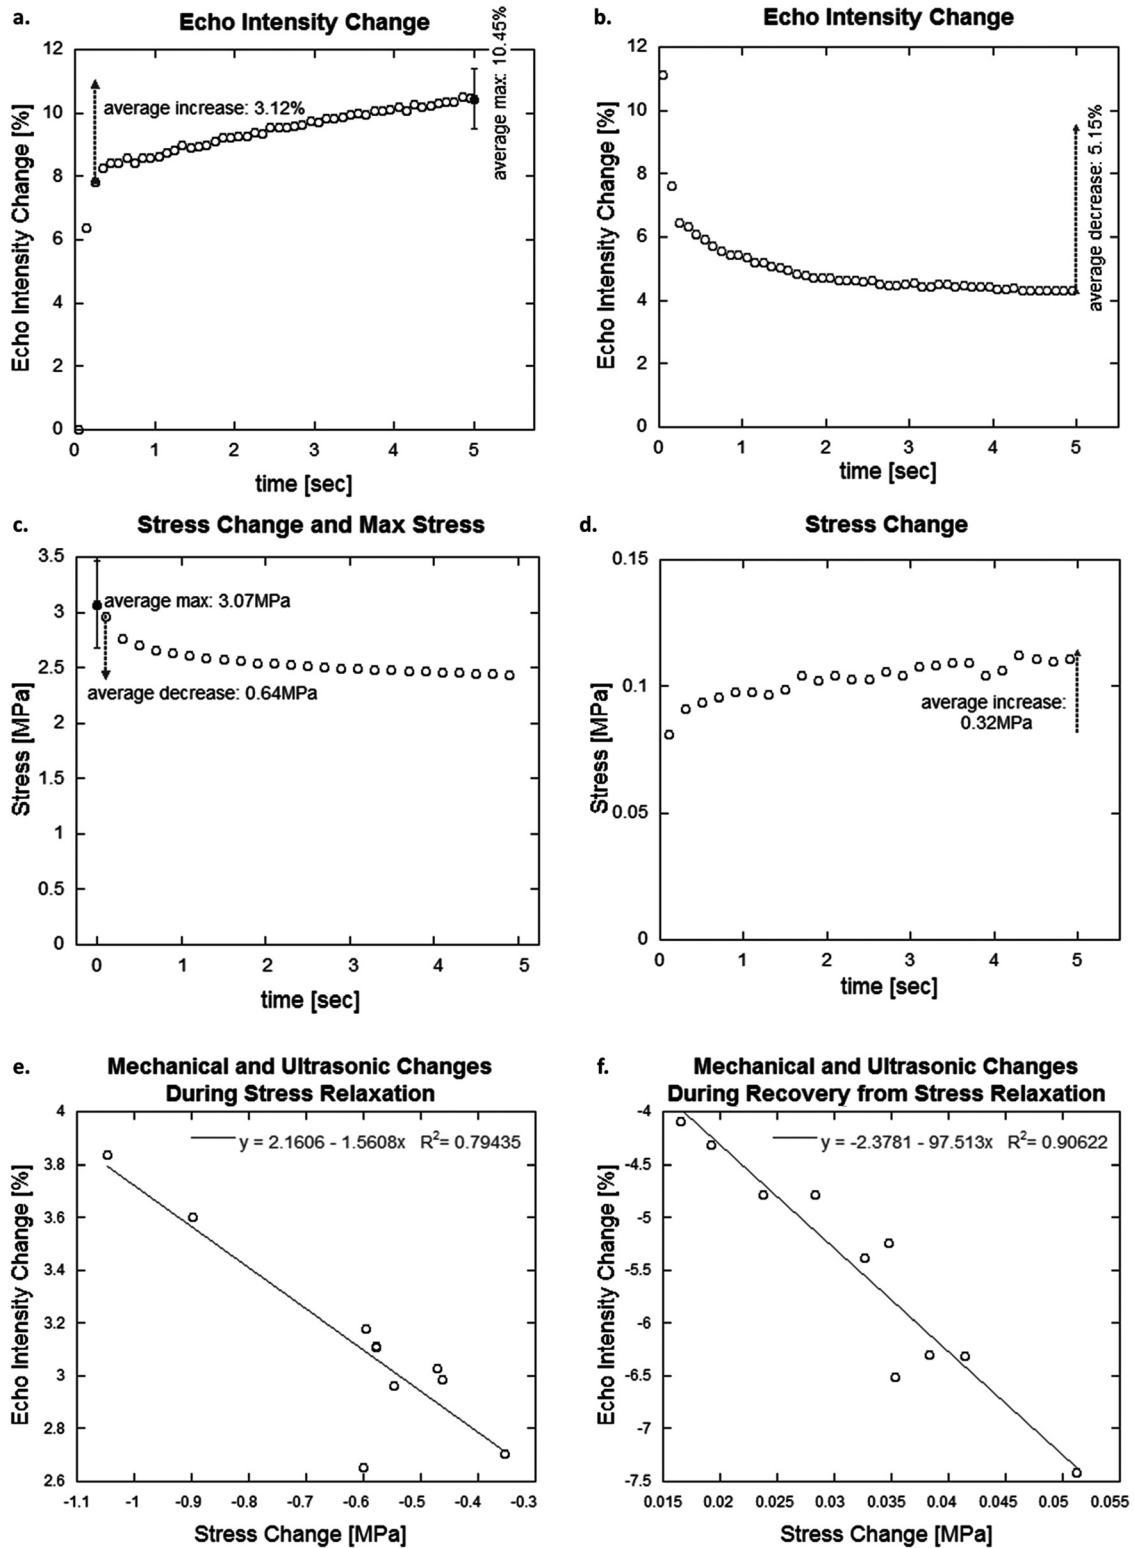 a.
Echo Intensity Change
12
10
8
6
4
2
0
0 1 2 3 4 5
Echo Intensity Change [%]
time [sec]
average increase: 3.12%
average max: 10.45%
b.
Echo Intensity Change
12
10
8
6
4
2
0
0 1 2 3 4 5
Echo Intensity Change [%]
time [sec]
average decrease: 5.15%
c.
Stress Change and Max Stress
3.5
3
2.5
2
1.5
1
0.5
0
0 1 2 3 4 5
Stress [MPa]
time [sec]
average max: 3.07MPa
average decrease: 0.64MPa
d.
Stress Change
0.15
0.1
0.05
0
0 1 2 3 4 5
Stress [MPa]
time [sec]
average increase:
0.32MPa
e.
Mechanical and Ultrasonic Changes
During Stress Relaxation
y = 2.1606 - 1.5608x R²= 0.79435
4
3.8
3.6
3.4
3.2
3
2.8
2.6
-1.1 -1 -0.9 -0.8 -0.7 -0.6 -0.5 -0.4 -0.3
Echo Intensity Change [%]
Stress Change [MPa]
f.
Mechanical and Ultrasonic Changes
During Recovery from Stress Relaxation
y = -2.3781 - 97.513x R²= 0.90622
-4
-4.5
-5
-5.5
-6
-6.5
-7
-7.5
0.015 0.02 0.025 0.03 0.035 0.04 0.045 0.05 0.055
Echo Intensity Change [%]
Stress Change [MPa]